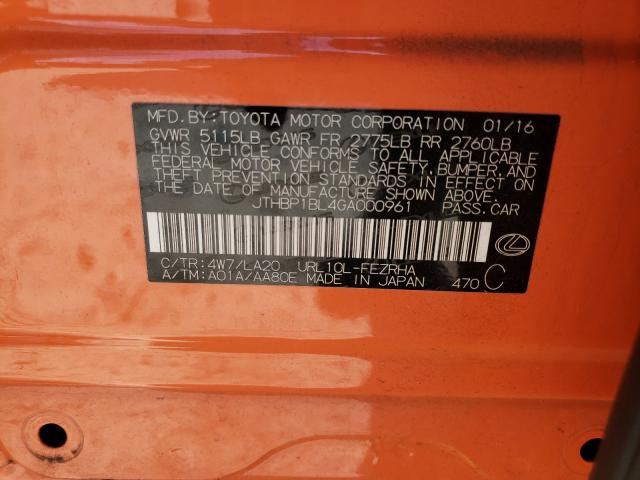 MFD. BY: TOYOTA MOTOR CORPORATION 01/16
GVWR 5115LB GAWR FR 2775LB RR 2760LB
THIS VEHICLE CONFORMS TO ALL APPLICABLE
FEDERAL MOTOR VEHICLE SAFETY, BUMPER, AND
THEFT PREVENTION STANDARDS IN EFFECT ON
THE DATE OF MANUFACTURE SHOWN ABOVE.
JTHBP1BL4GA000961 PASS. CAR
C/TR: 4W7/LA20 URL10L-FEZRHA
A/TM: A01A/AA80E MADE IN JAPAN 470 C